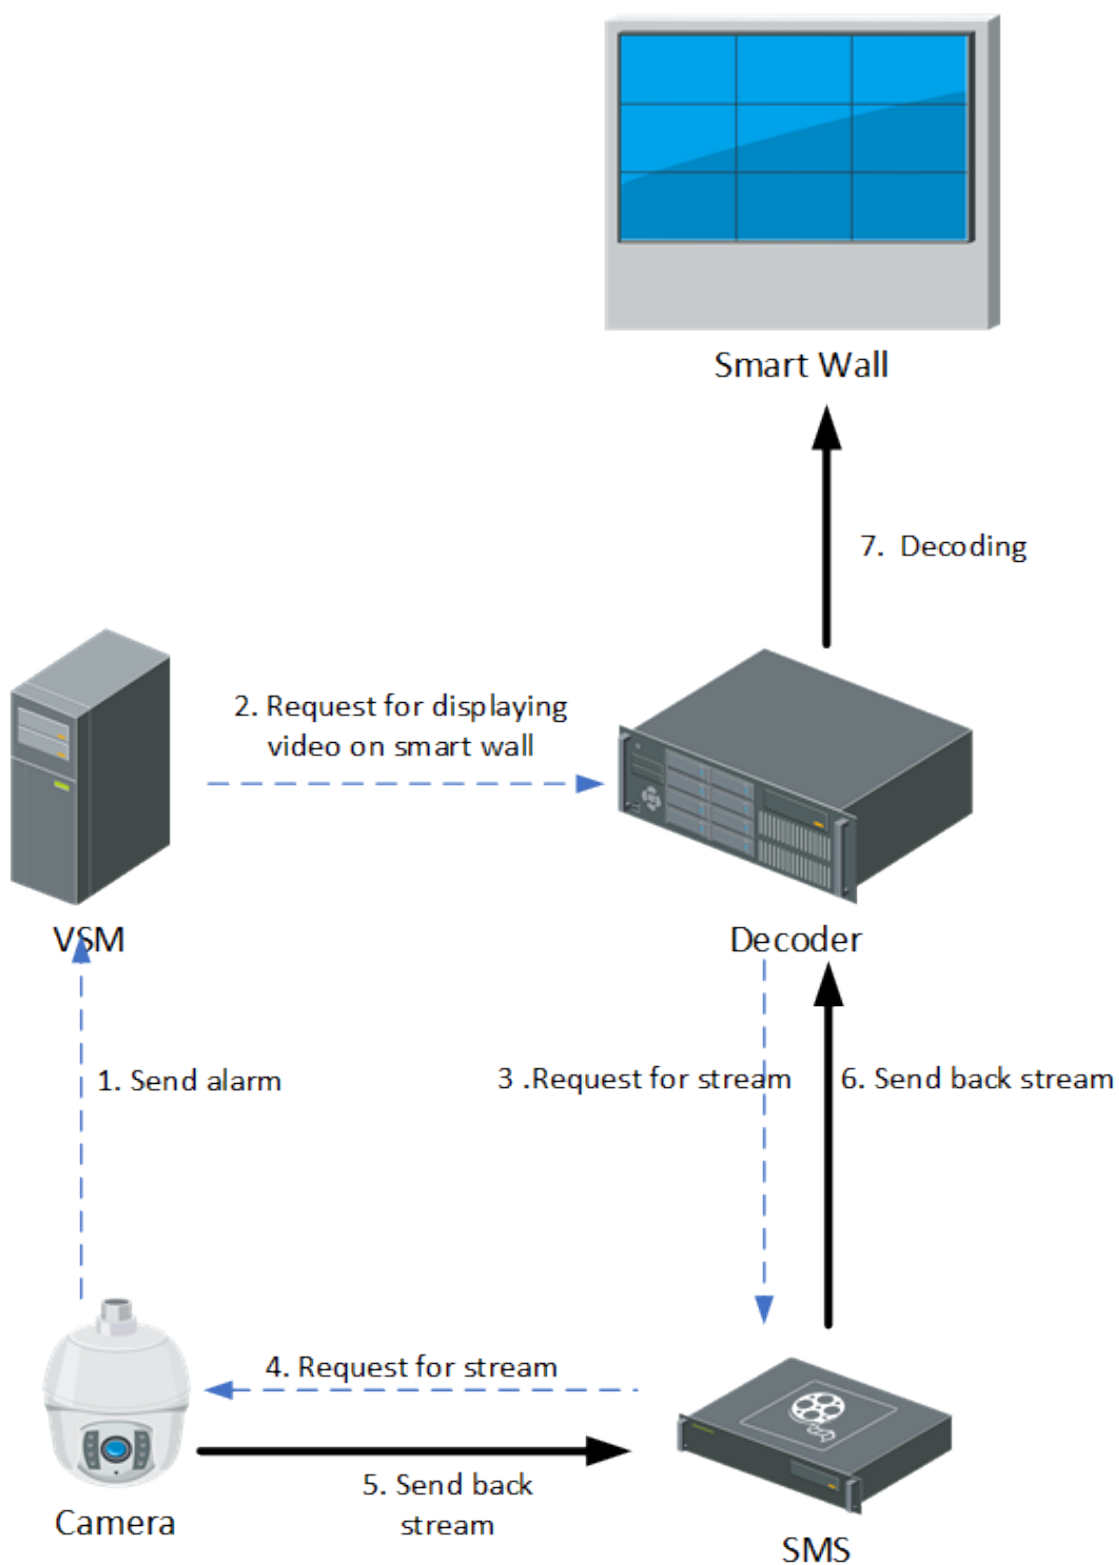 Smart Wall
7.  Decoding
2. Request for displaying
video on smart wall
VSM
Decoder
1. Send alarm
3 .Request for stream
6. Send back stream
4. Request for stream
5. Send back
stream
Camera
SMS